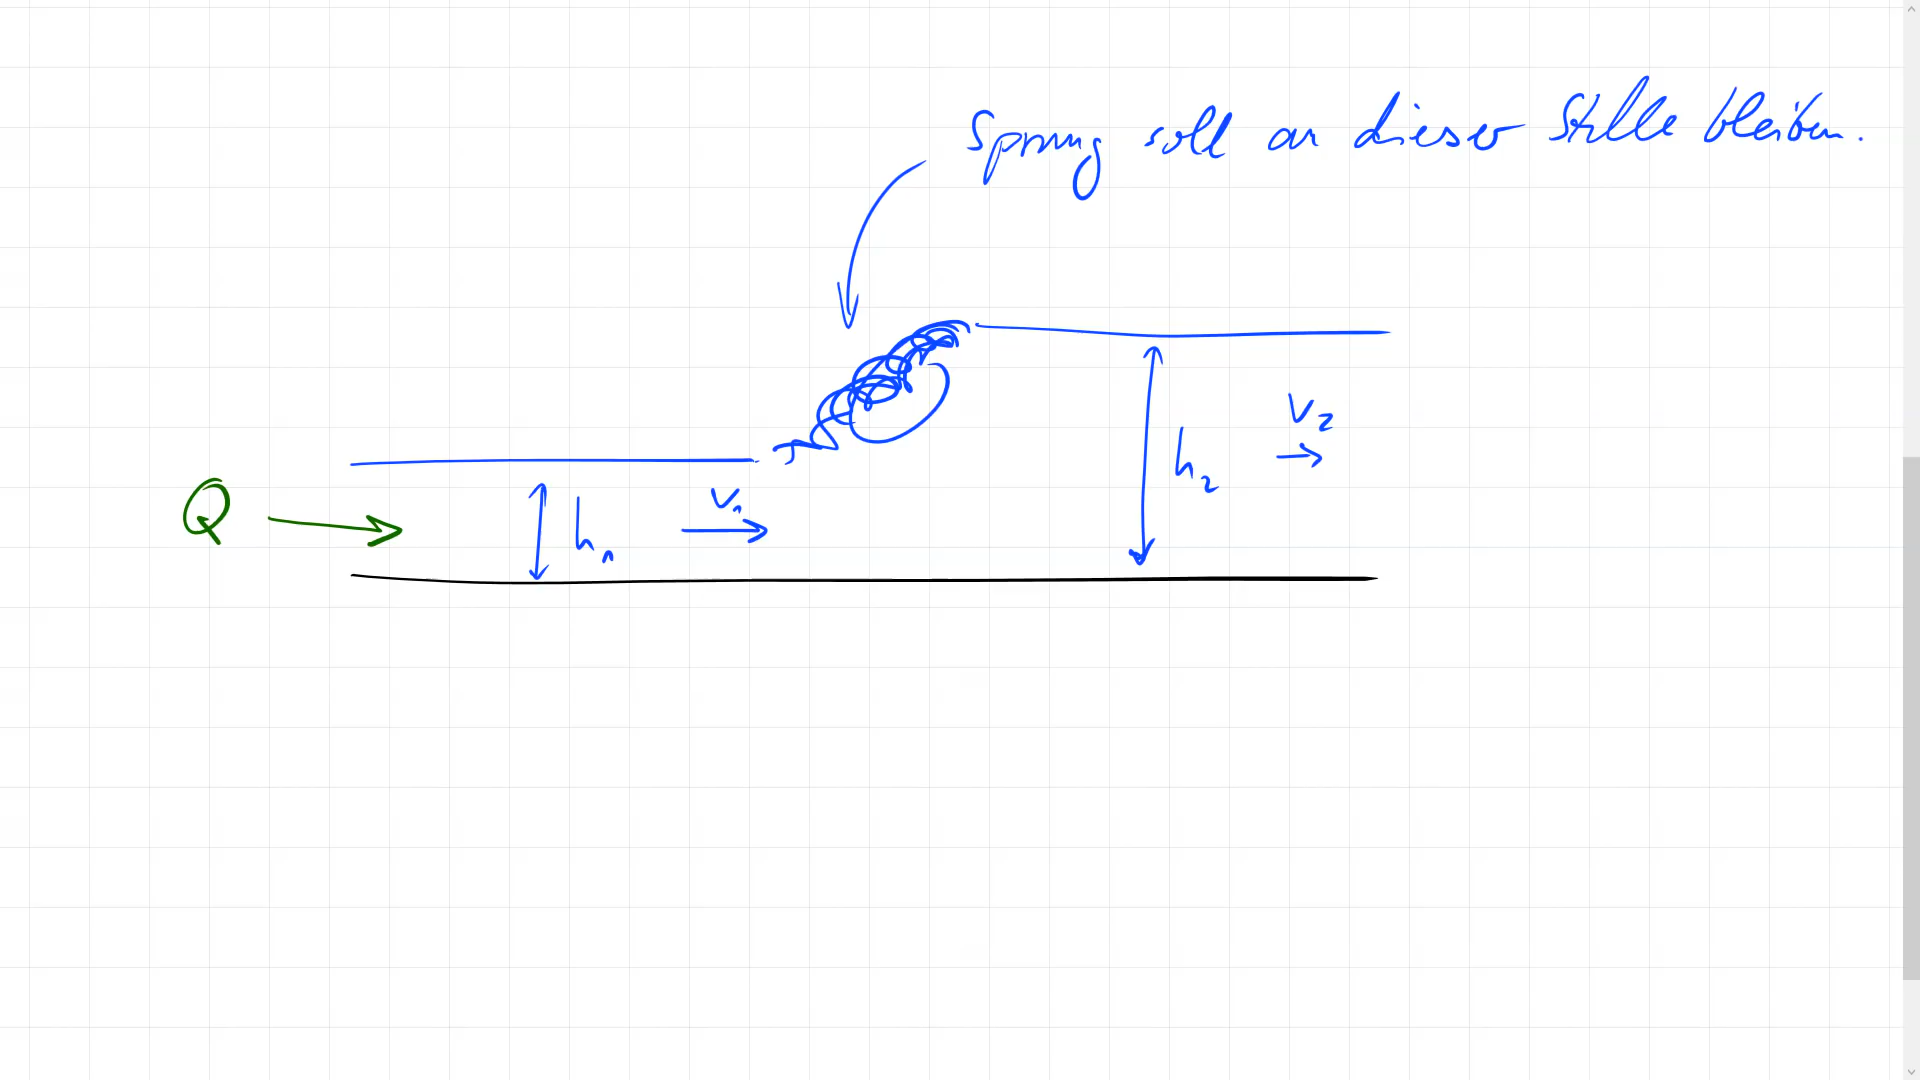 Sprung soll an dieser Stelle bleiben.
v₂
h₂
Q
h₁
v₁